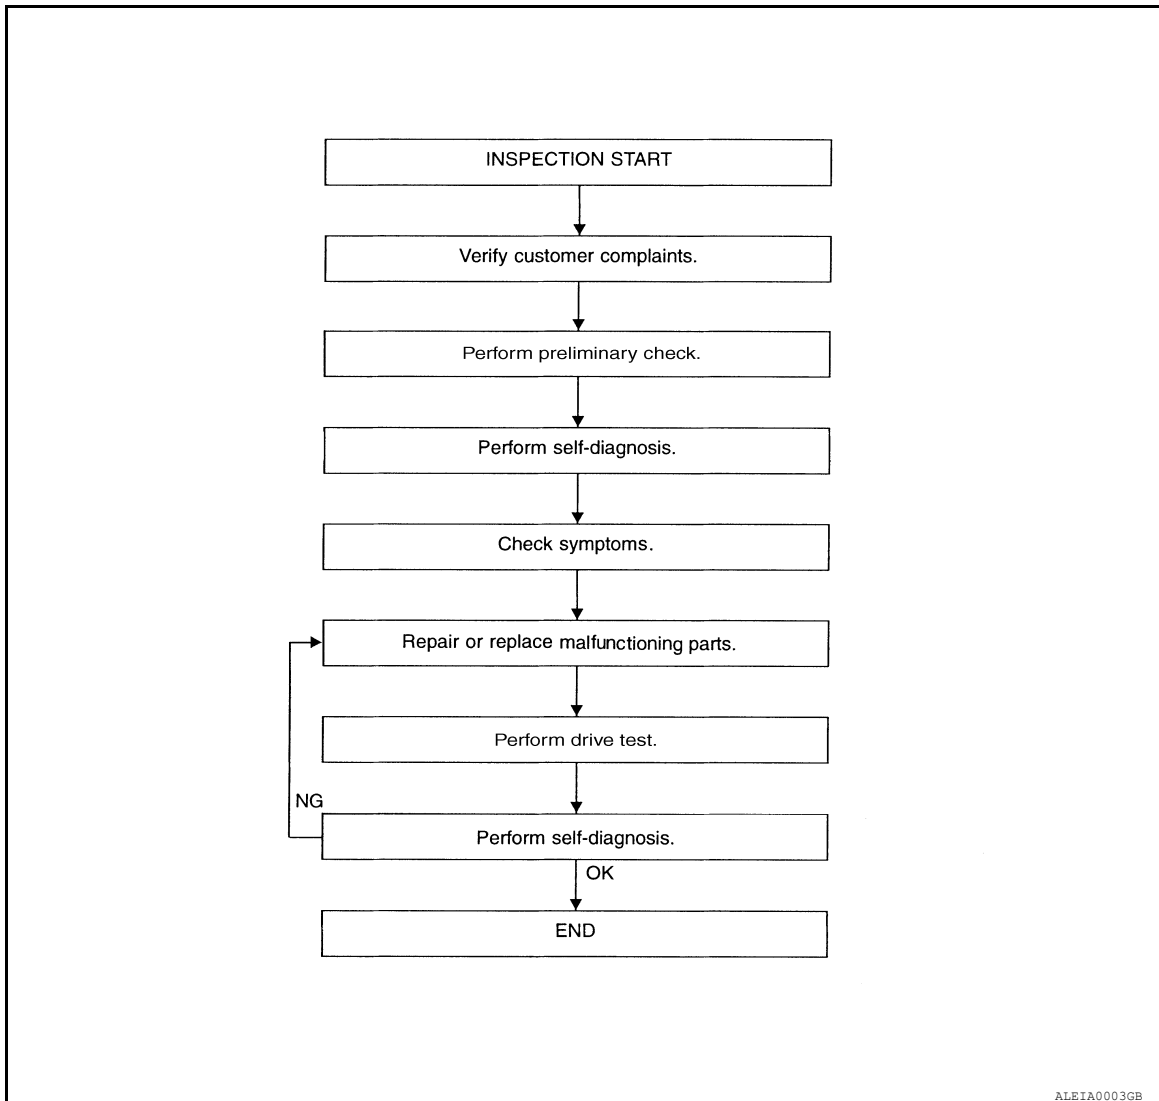 INSPECTION START
Verify customer complaints.
Perform preliminary check.
Perform self-diagnosis.
Check symptoms.
Repair or replace malfunctioning parts.
Perform drive test.
NG
Perform self-diagnosis.
OK
END
ALEIA0003GB